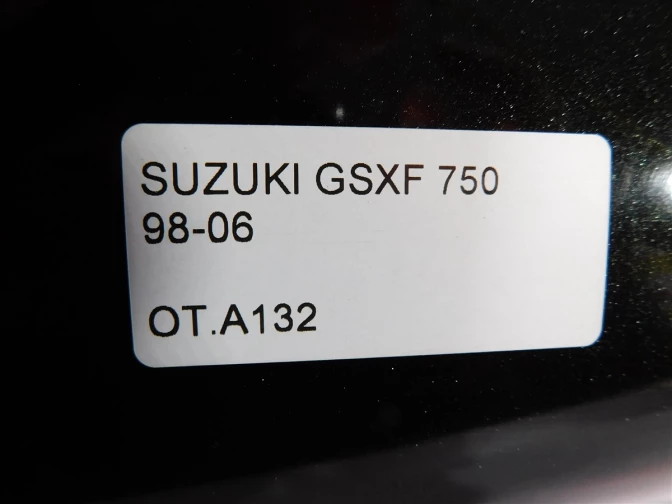 SUZUKI GSXF 750
98-06
OT.A132